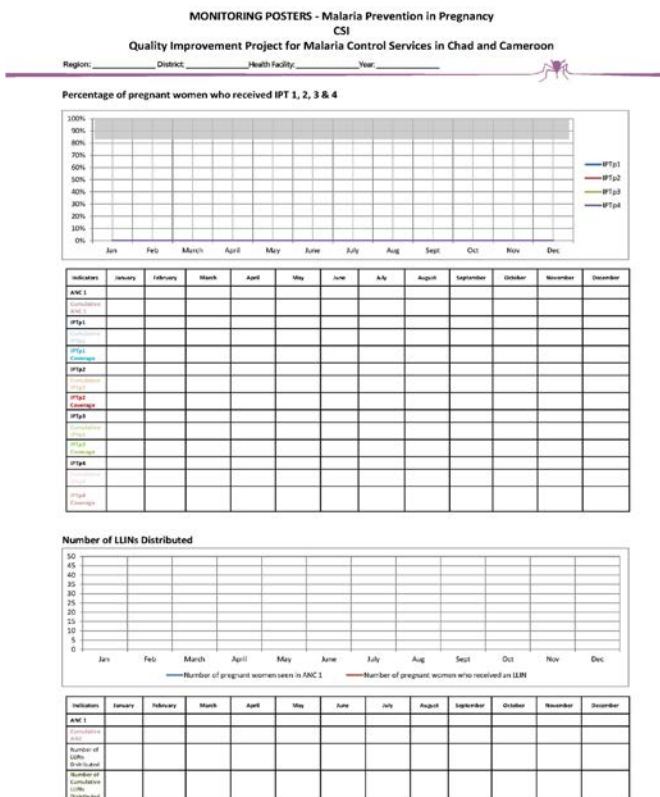 MONITORING POSTERS - Malaria Prevention in Pregnancy
CSI
Quality Improvement Project for Malaria Control Services in Chad and Cameroon
Region: District: Health Facility: Year:
Percentage of pregnant women who received IPT 1, 2, 3 & 4
100%
90%
80%
70%
60%
50%
40%
30%
20%
10%
0%
Jan Feb March April May June July Aug Sept Oct Nov Dec
IPTp1
IPTp2
IPTp3
IPTp4
Indicators January February March April May June July August September October November December
ANC 1
Cumulative
ANC 1
IPTp1
Cumulative
IPTp1
IPTp1
Coverage
IPTp2
Cumulative
IPTp2
IPTp2
Coverage
IPTp3
Cumulative
IPTp3
IPTp3
Coverage
IPTp4
Cumulative
IPTp4
IPTp4
Coverage
Number of LLINs Distributed
50
45
40
35
30
25
20
15
10
5
0
Jan Feb March April May June July Aug Sept Oct Nov Dec
Number of pregnant women seen in ANC 1 Number of pregnant women who received an LLIN
Indicators January February March April May June July August September October November December
ANC 1
Cumulative
ANC
Number of
LLINs
Distributed
Number of
Cumulative
LLINs
Distributed